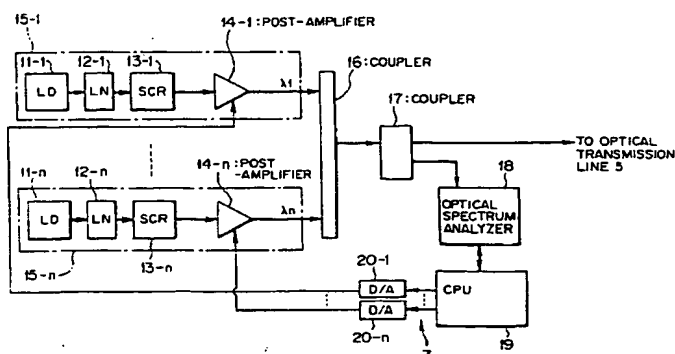 15-1
14-1:POST-AMPLIFIER
11-1
12-1
13-1
LD
LN
SCR
λ1
16:COUPLER
17:COUPLER
TO OPTICAL
TRANSMISSION
LINE 5
14-n:POST
-AMPLIFIER
11-n
12-n
LD
LN
SCR
λn
13-n
15-n
18
OPTICAL
SPECTRUM
ANALYZER
20-1
D/A
D/A
20-n
CPU
19